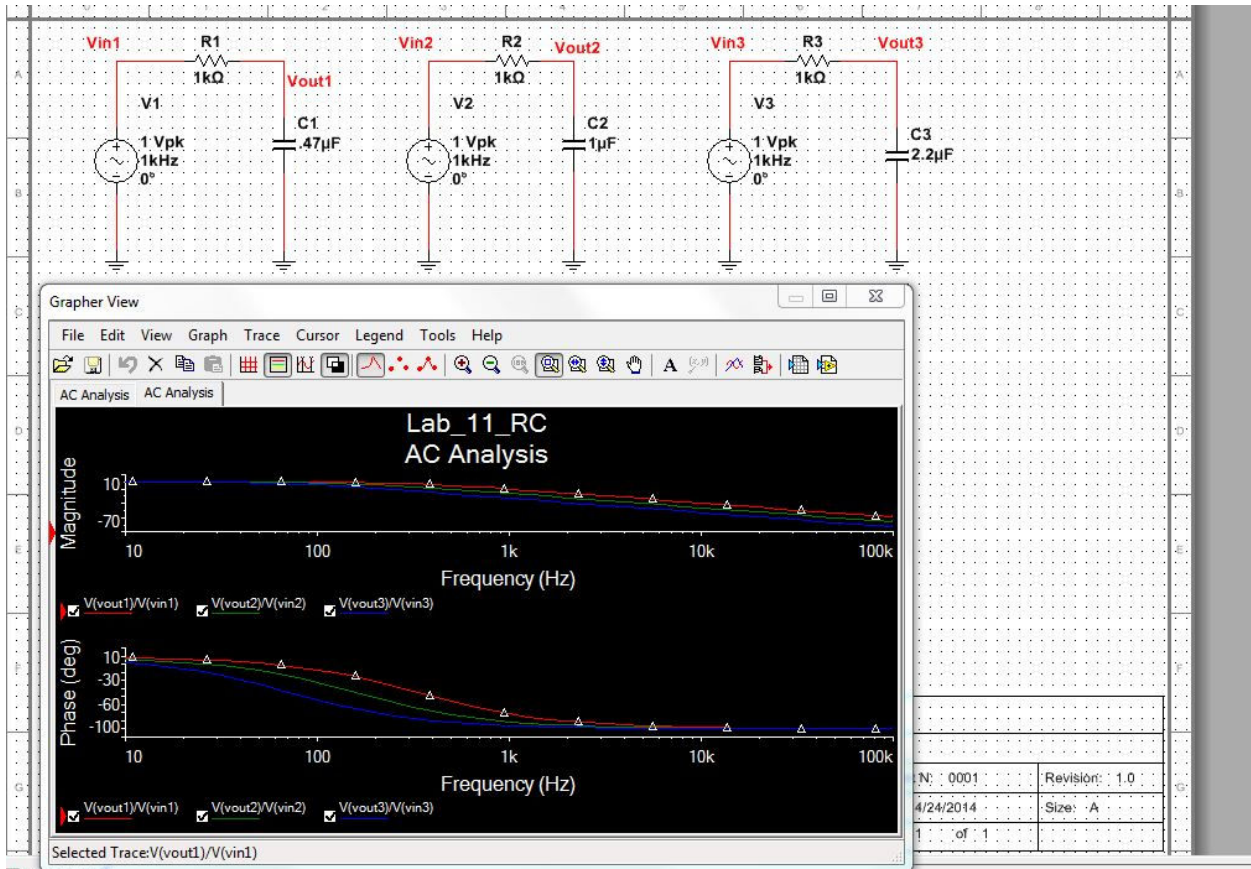 Vin1 R1 Vin2 R2 Vout2 Vin3 R3 Vout3
1kΩ Vout1 1kΩ 1kΩ
V1 V2 V3
C1 C2 C3
1 Vpk .47µF 1 Vpk 1µF 1 Vpk 2.2µF
1kHz 1kHz 1kHz
0° 0° 0°
A A
B B
C C
D D
E E
F F
G G
Grapher View
File Edit View Graph Trace Cursor Legend Tools Help
A
AC Analysis AC Analysis
Lab_11_RC
AC Analysis
Magnitude
10
-70
10 100 1k 10k 100k
Frequency (Hz)
V(vout1)/V(vin1) V(vout2)/V(vin2) V(vout3)/V(vin3)
Phase (deg)
10
-30
-60
-100
10 100 1k 10k 100k
Frequency (Hz)
V(vout1)/V(vin1) V(vout2)/V(vin2) V(vout3)/V(vin3)
Selected Trace:V(vout1)/V(vin1)
N: 0001 Revision: 1.0
4/24/2014 Size: A
1 of 1